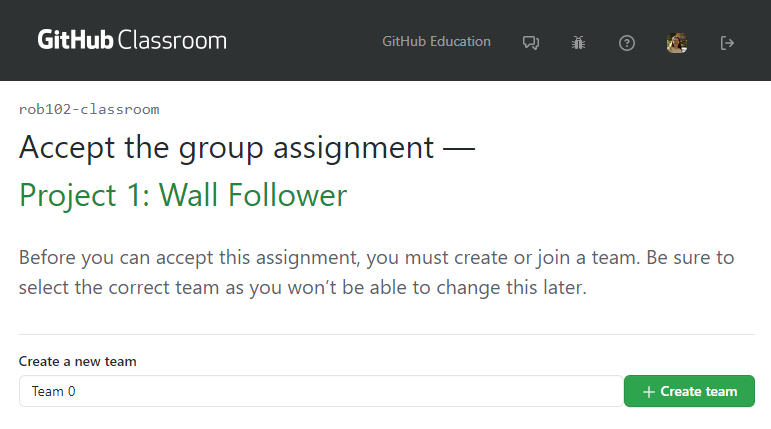 GitHub Classroom
GitHub Education
rob102-classroom
Accept the group assignment —
Project 1: Wall Follower
Before you can accept this assignment, you must create or join a team. Be sure to
select the correct team as you won’t be able to change this later.
Create a new team
Team 0
+ Create team